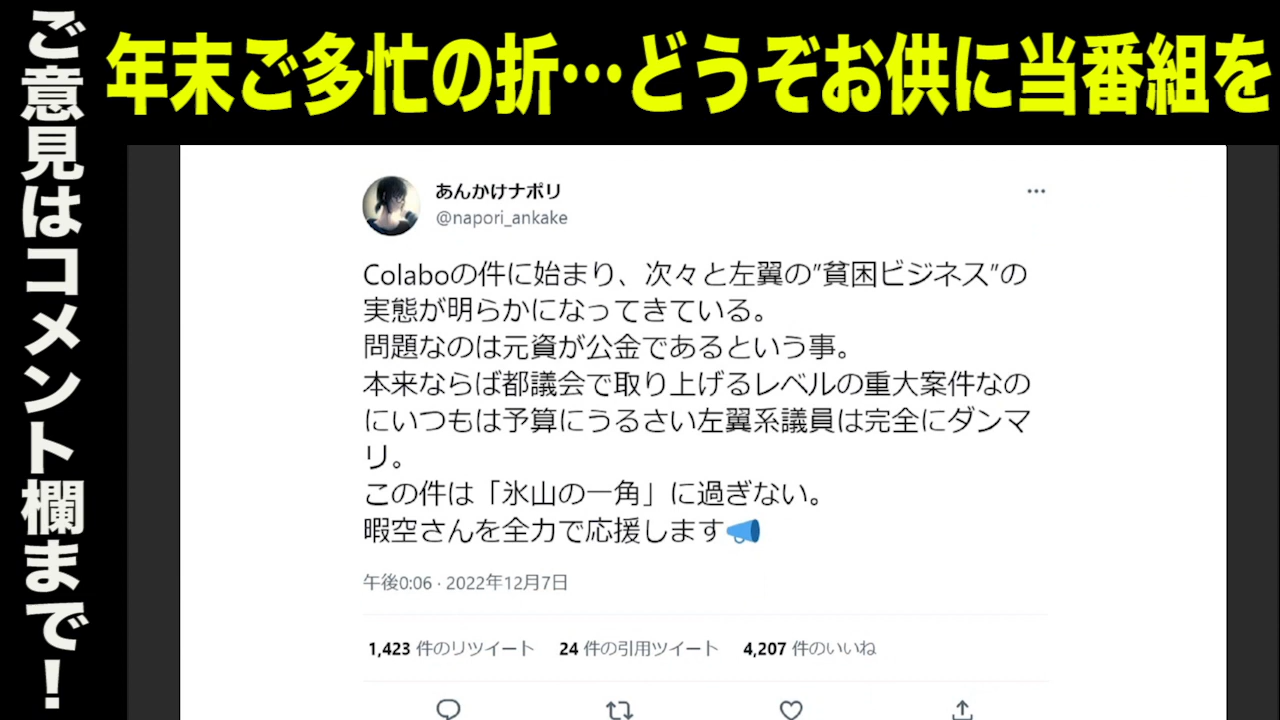 年末ご多忙の折…どうぞお供に当番組を
ご意見はコメント欄まで!
あんかけナポリ
@napori_ankake
Colaboの件に始まり、次々と左翼の"貧困ビジネス"の
実態が明らかになってきている。
問題なのは元資が公金であるという事。
本来ならば都議会で取り上げるレベルの重大案件なの
にいつもは予算にうるさい左翼系議員は完全にダンマ
リ。
この件は「氷山の一角」に過ぎない。
暇空さんを全力で応援します📣
午後0:06 · 2022年12月7日
1,423 件のリツイート 24 件の引用ツイート 4,207 件のいいね